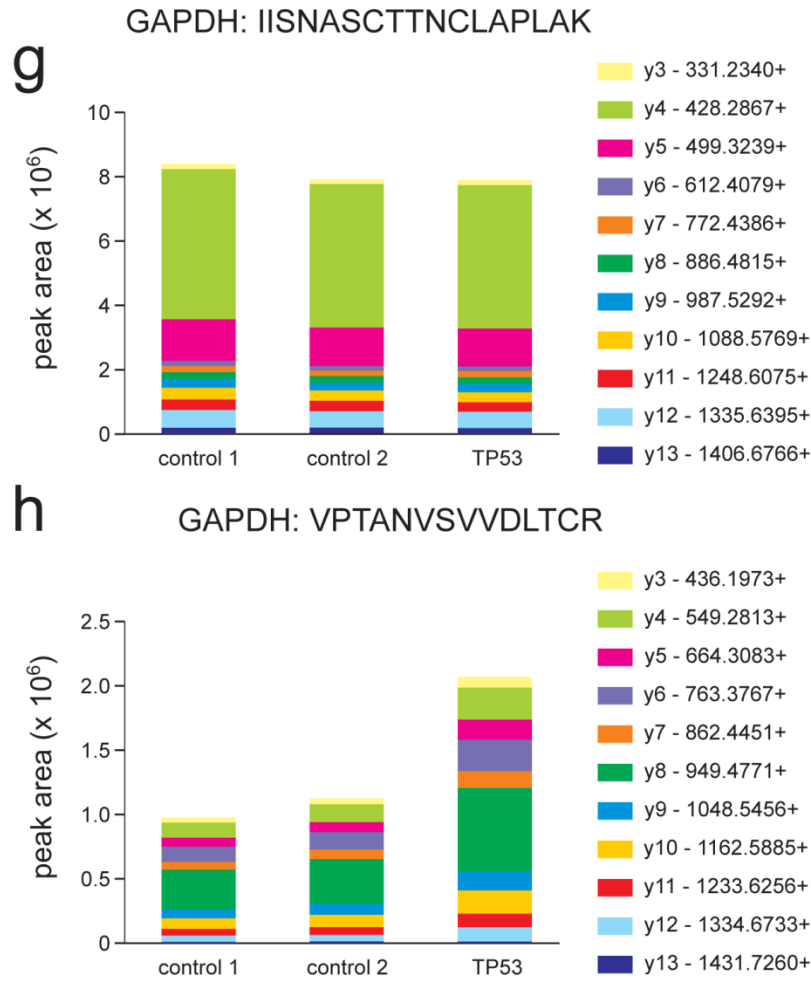 GAPDH: IISNASCTTNCLAPLAK
g
10
8
6
4
2
0
peak area (x 10⁶)
control 1
control 2
TP53
y3 - 331.2340+
y4 - 428.2867+
y5 - 499.3239+
y6 - 612.4079+
y7 - 772.4386+
y8 - 886.4815+
y9 - 987.5292+
y10 - 1088.5769+
y11 - 1248.6075+
y12 - 1335.6395+
y13 - 1406.6766+
h
GAPDH: VPTANVSVVDLTCR
2.5
2.0
1.5
1.0
0.5
0
peak area (x 10⁶)
control 1
control 2
TP53
y3 - 436.1973+
y4 - 549.2813+
y5 - 664.3083+
y6 - 763.3767+
y7 - 862.4451+
y8 - 949.4771+
y9 - 1048.5456+
y10 - 1162.5885+
y11 - 1233.6256+
y12 - 1334.6733+
y13 - 1431.7260+